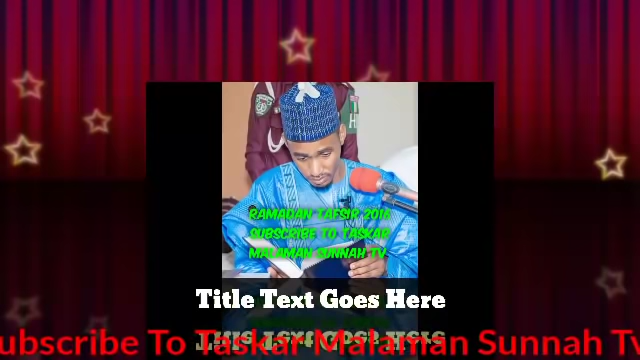 RAMADAN TAFSIR 2016
SUBSCRIBE TO TASKAR
MALAMAN SUNNAH TV
Title Text Goes Here
ubscribe To Taskar Malaman Sunnah Tv